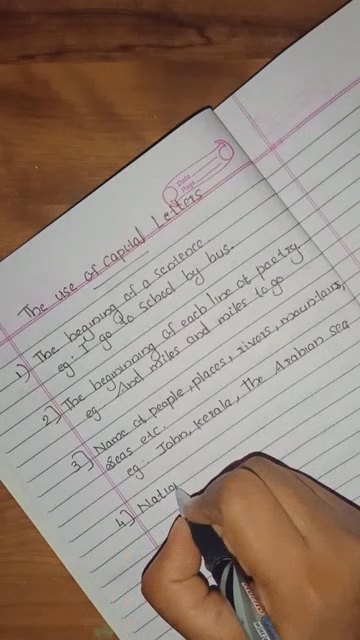 Date
Page
The use of capital Letters
1) The begining of a sentence
eg: I go to school by bus.
2) The beginning of each line of poetry
eg And miles and miles to go
3) Name of people, places, rivers, mountains,
Seas etc.
eg: John, Kerala, The Arabian sea
4)